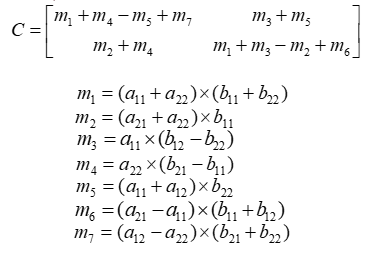 C = [ m₁ + m₄ − m₅ + m₇    m₃ + m₅
m₂ + m₄    m₁ + m₃ − m₂ + m₆ ]
m₁ = (a₁₁ + a₂₂) × (b₁₁ + b₂₂)
m₂ = (a₂₁ + a₂₂) × b₁₁
m₃ = a₁₁ × (b₁₂ − b₂₂)
m₄ = a₂₂ × (b₂₁ − b₁₁)
m₅ = (a₁₁ + a₁₂) × b₂₂
m₆ = (a₂₁ − a₁₁) × (b₁₁ + b₁₂)
m₇ = (a₁₂ − a₂₂) × (b₂₁ + b₂₂)